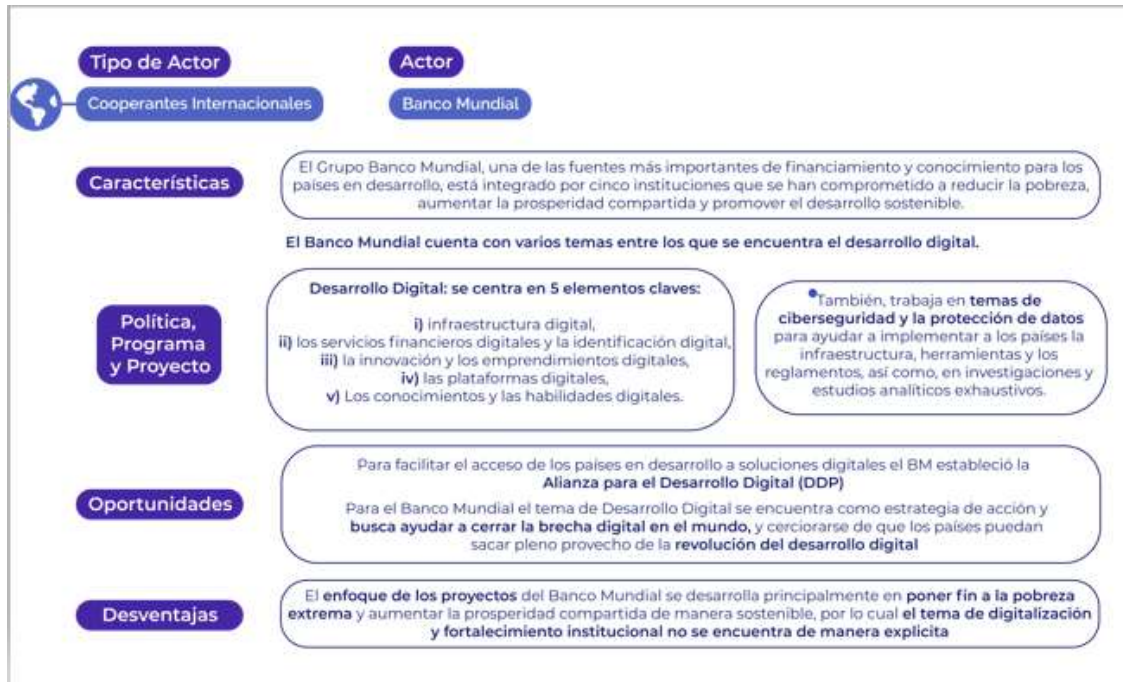 Tipo de Actor
Actor
Cooperantes Internacionales
Banco Mundial
Características
El Grupo Banco Mundial, una de las fuentes más importantes de financiamiento y conocimiento para los
países en desarrollo, está integrado por cinco instituciones que se han comprometido a reducir la pobreza,
aumentar la prosperidad compartida y promover el desarrollo sostenible.
El Banco Mundial cuenta con varios temas entre los que se encuentra el desarrollo digital.
Política,
Programa
y Proyecto
Desarrollo Digital: se centra en 5 elementos claves:
i) infraestructura digital,
ii) los servicios financieros digitales y la identificación digital,
iii) la innovación y los emprendimientos digitales,
iv) las plataformas digitales,
v) Los conocimientos y las habilidades digitales.
También, trabaja en temas de
ciberseguridad y la protección de datos
para ayudar a implementar a los países la
infraestructura, herramientas y los
reglamentos, así como, en investigaciones y
estudios analíticos exhaustivos.
Oportunidades
Para facilitar el acceso de los países en desarrollo a soluciones digitales el BM estableció la
Alianza para el Desarrollo Digital (DDP)
Para el Banco Mundial el tema de Desarrollo Digital se encuentra como estrategia de acción y
busca ayudar a cerrar la brecha digital en el mundo, y cerciorarse de que los países puedan
sacar pleno provecho de la revolución del desarrollo digital
Desventajas
El enfoque de los proyectos del Banco Mundial se desarrolla principalmente en poner fin a la pobreza
extrema y aumentar la prosperidad compartida de manera sostenible, por lo cual el tema de digitalización
y fortalecimiento institucional no se encuentra de manera explicita